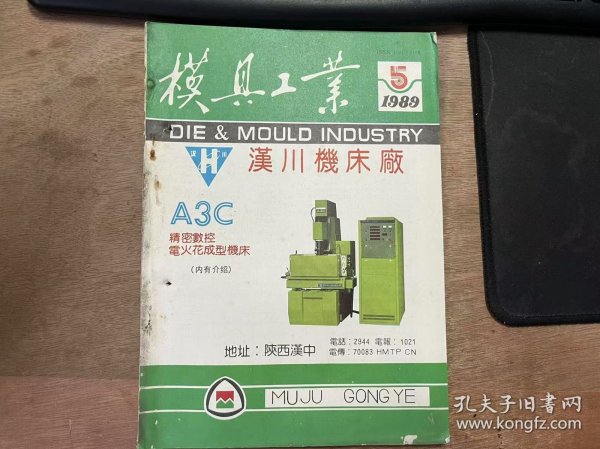 模具工業
5
1989
DIE & MOULD INDUSTRY
漢川
H
漢川機床廠
A3C
精密數控
電火花成型機床
(内有介紹)
電話：2944 電報：1021
地址：陝西漢中
電傳：70083 HMTP CN
MUJU GONG YE
孔夫子旧书网
www.kongfz.com